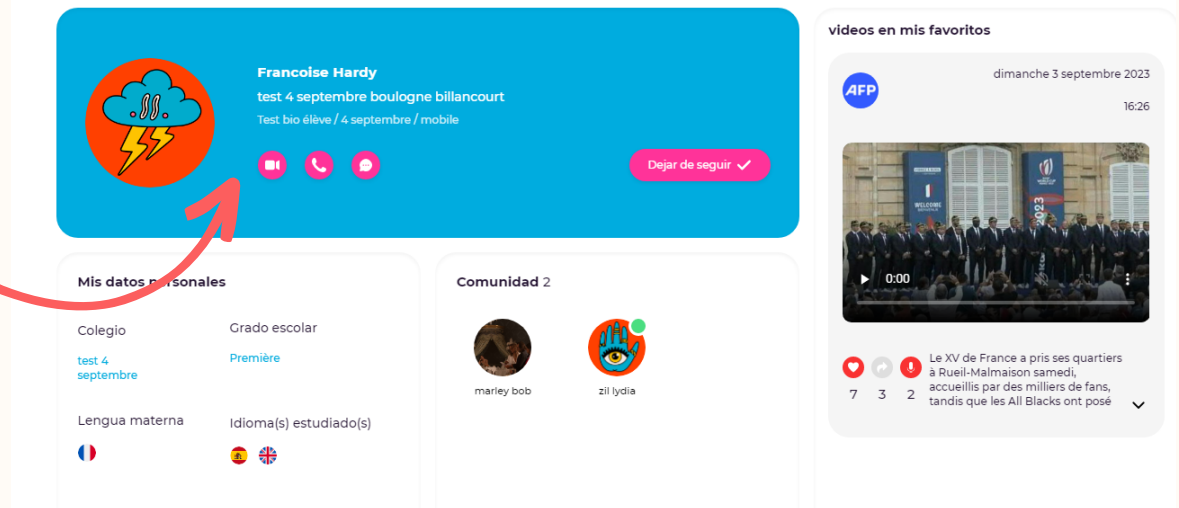 Francoise Hardy
test 4 septembre boulogne billancourt
Test bio élève / 4 septembre / mobile
Dejar de seguir
Mis datos personales
Colegio
Grado escolar
test 4
septembre
Première
Lengua materna
Idioma(s) estudiado(s)
Comunidad 2
marley bob
zil lydia
videos en mis favoritos
AFP
dimanche 3 septembre 2023
16:26
WELCOME
2023
0:00
7 3 2
Le XV de France a pris ses quartiers
à Rueil-Malmaison samedi,
accueillis par des milliers de fans,
tandis que les All Blacks ont posé